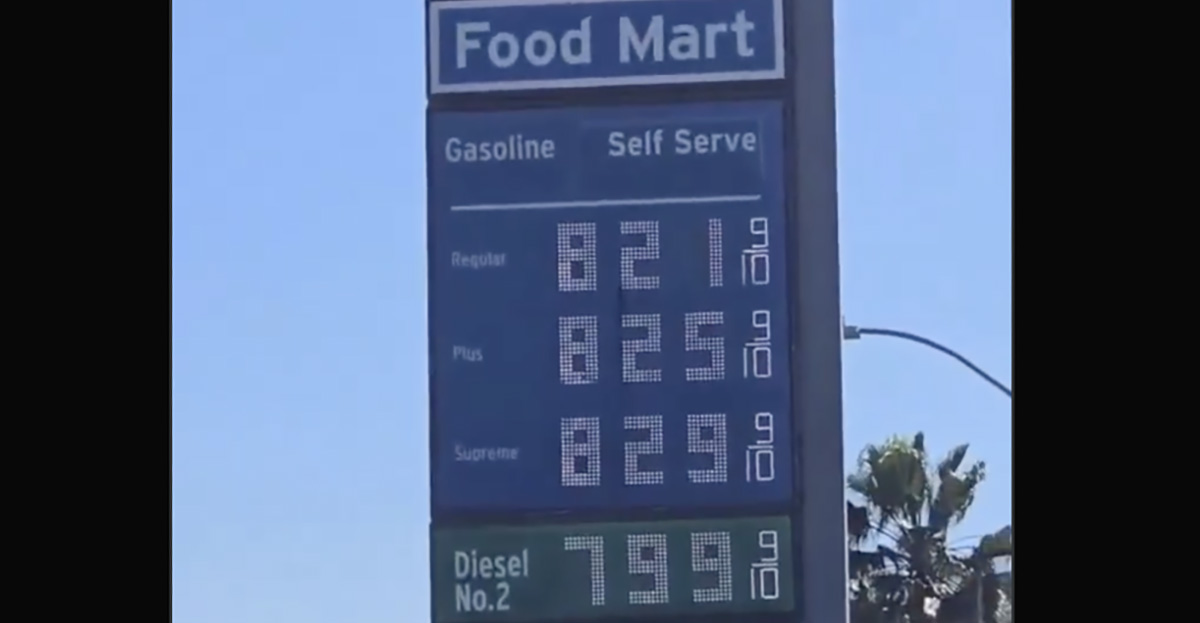 Food Mart
Gasoline Self Serve
Regular 821 9/10
Plus 825 9/10
Supreme 829 9/10
Diesel 799 9/10
No.2